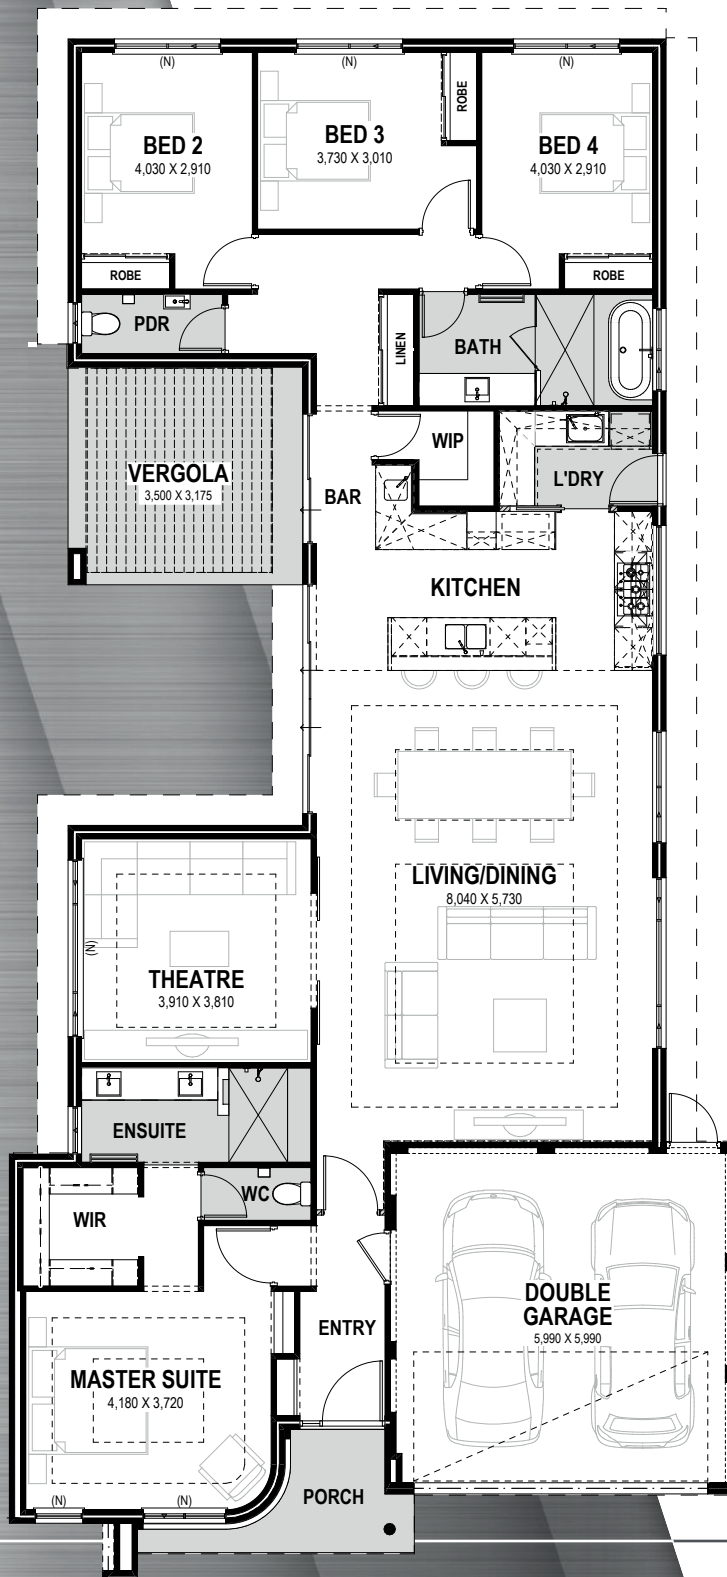 (N)
(N)
(N)
BED 2
4,030 X 2,910
BED 3
3,730 X 3,010
ROBE
BED 4
4,030 X 2,910
ROBE
ROBE
PDR
LINEN
BATH
VERGOLA
3,500 X 3,175
BAR
WIP
L'DRY
KITCHEN
LIVING/DINING
8,040 X 5,730
(N)
THEATRE
3,910 X 3,810
ENSUITE
WC
WIR
ENTRY
DOUBLE
GARAGE
5,990 X 5,990
MASTER SUITE
4,180 X 3,720
(N)
(N)
PORCH